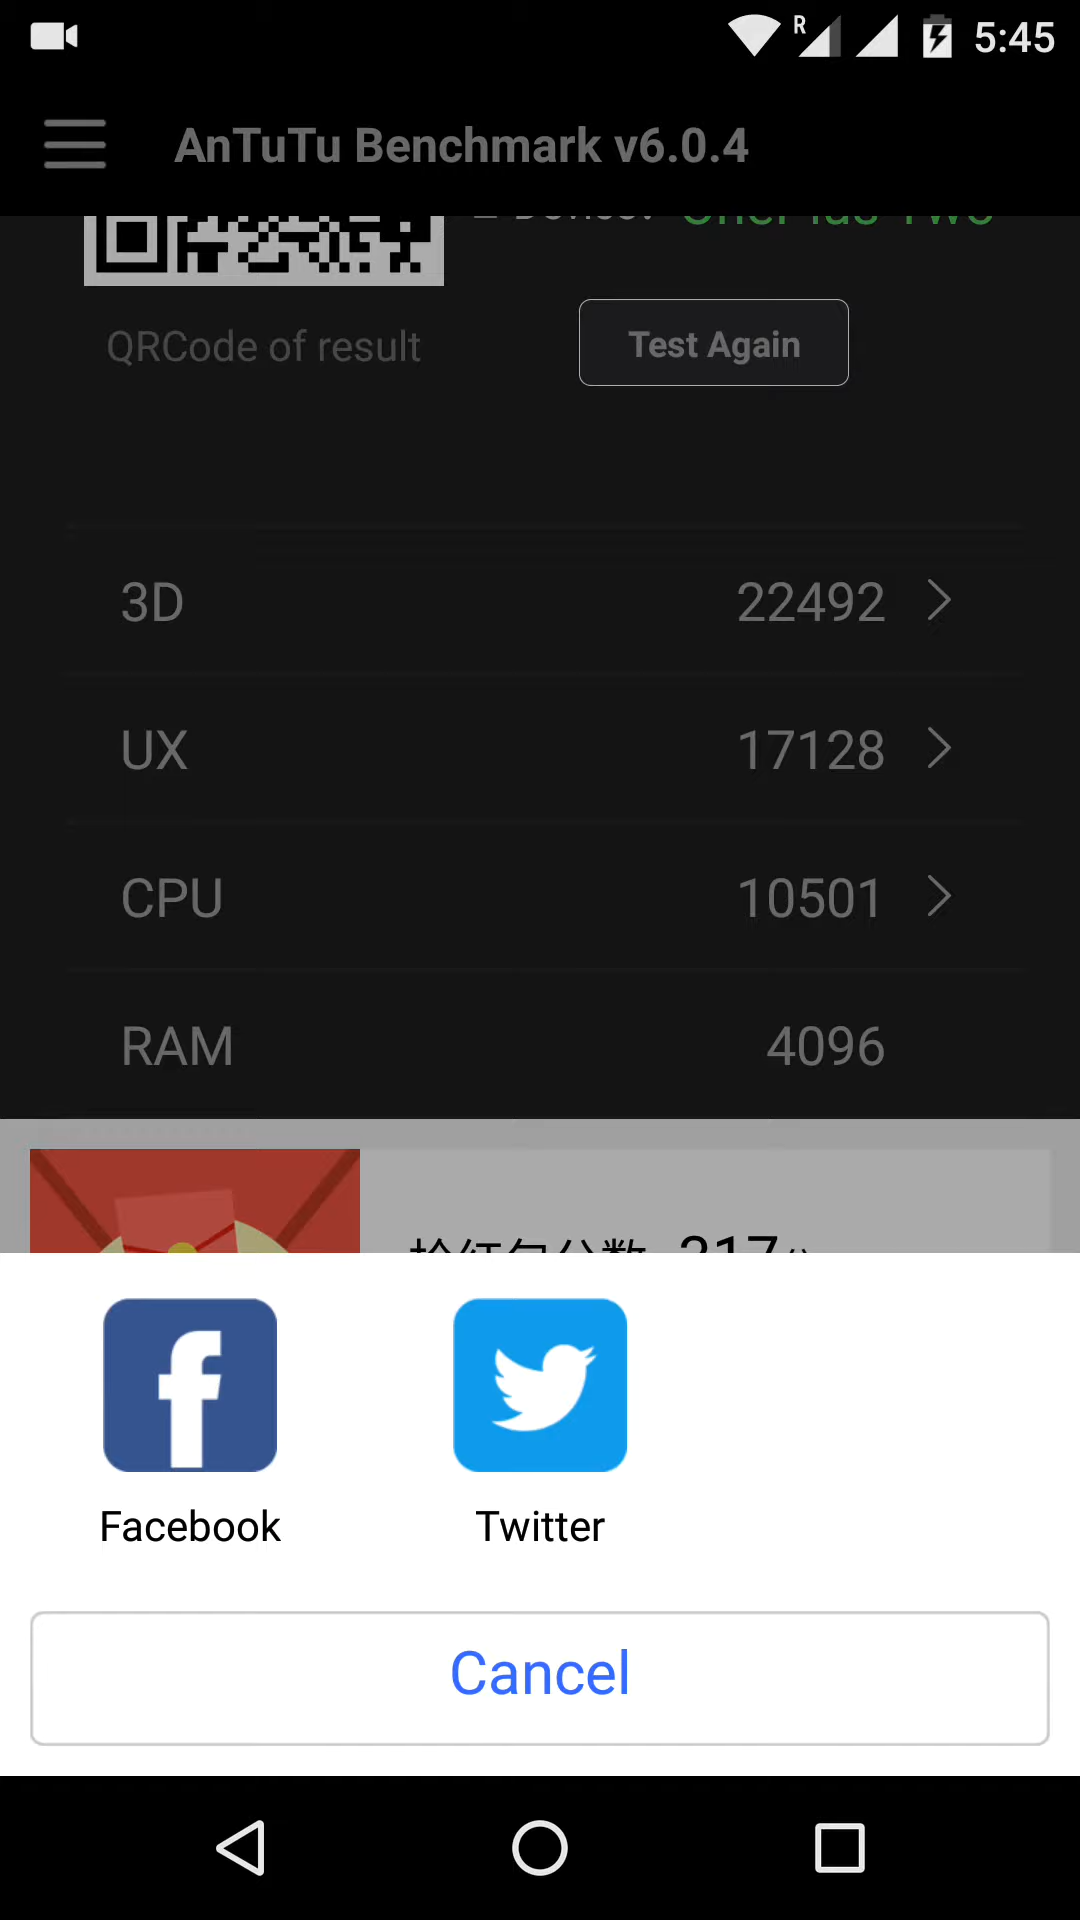 R 5:45
AnTuTu Benchmark v6.0.4
QRCode of result
Test Again
3D 22492
UX 17128
CPU 10501
RAM 4096
Facebook
Twitter
Cancel